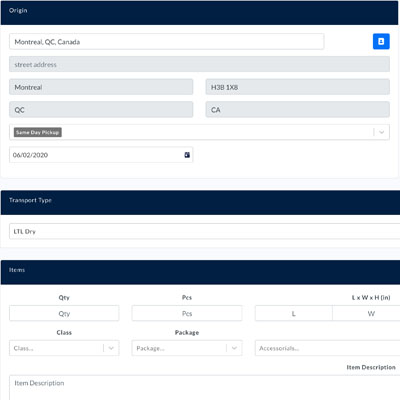 Origin
Montreal, QC, Canada
street address
Montreal H3B 1X8
QC CA
Same Day Pickup
06/02/2020
Transport Type
LTL Dry
Items
Qty Pcs L x W x H (in)
Qty Pcs L W
Class Package
Class... Package... Accessorials...
Item Description
Item Description